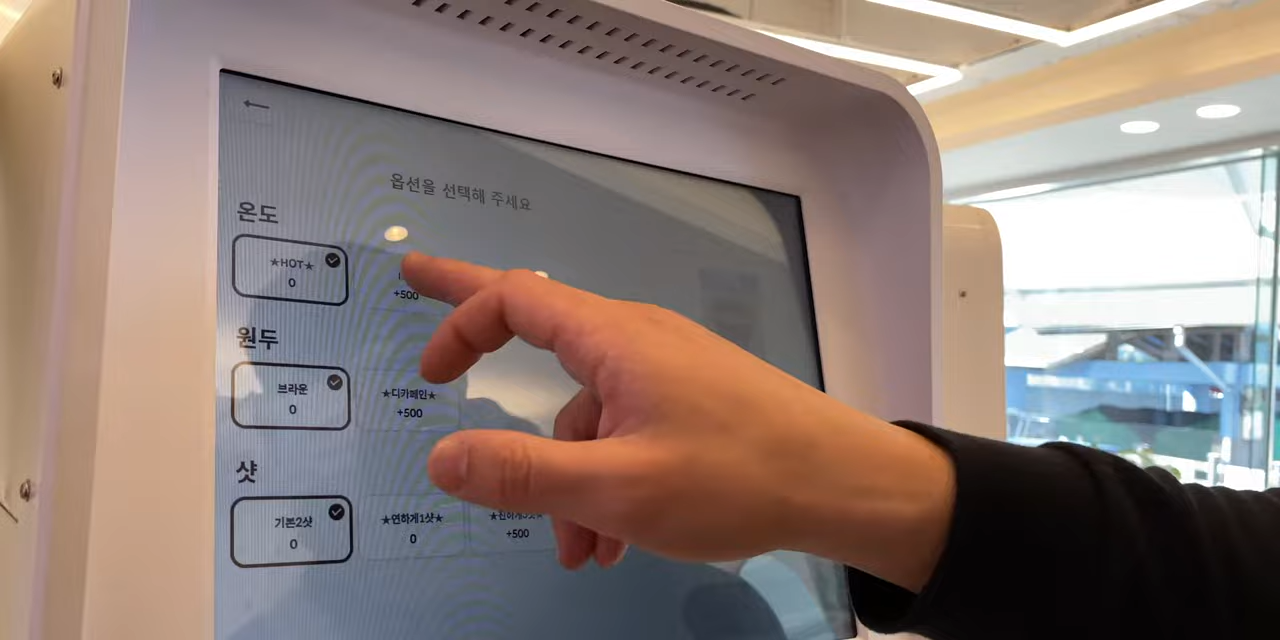 ←
옵션을 선택해 주세요
온도
★HOT★
0
+500
원두
브라운
0
★디카페인★
+500
샷
기본2샷
0
★연하게1샷★
0
+500